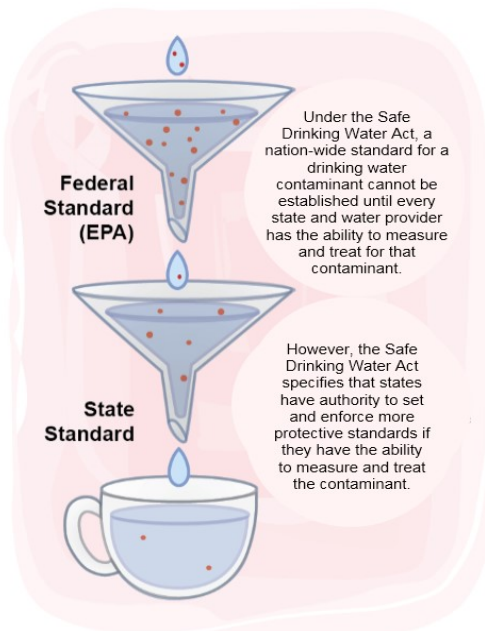 Under the Safe
Drinking Water Act, a
nation-wide standard for a
drinking water
contaminant cannot be
established until every
state and water provider
has the ability to measure
and treat for that
contaminant.
Federal
Standard
(EPA)
However, the Safe
Drinking Water Act
specifies that states
have authority to set
and enforce more
protective standards if
they have the ability
to measure and treat
the contaminant.
State
Standard